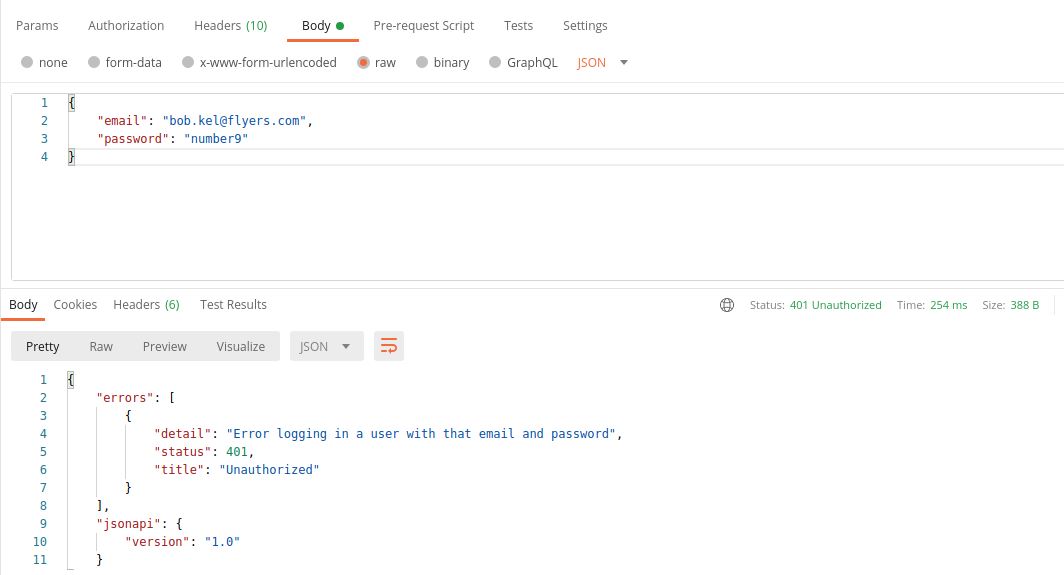 Params Authorization Headers (10) Body Pre-request Script Tests Settings
none form-data x-www-form-urlencoded raw binary GraphQL JSON
1 {
2 "email": "bob.kel@flyers.com",
3 "password": "number9"
4 }
Body Cookies Headers (6) Test Results Status: 401 Unauthorized Time: 254 ms Size: 388 B
Pretty Raw Preview Visualize JSON
1 {
2 "errors": [
3 {
4 "detail": "Error logging in a user with that email and password",
5 "status": 401,
6 "title": "Unauthorized"
7 }
8 ],
9 "jsonapi": {
10 "version": "1.0"
11 }